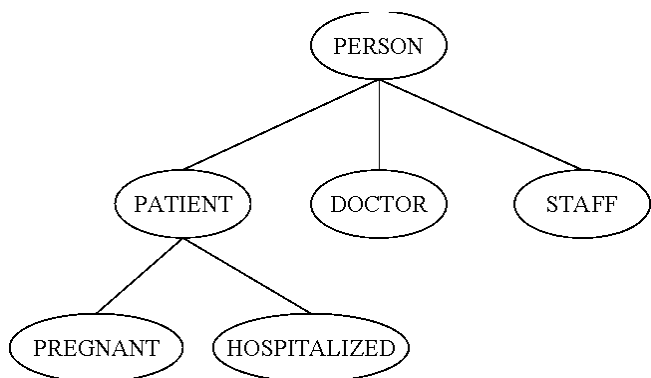 PERSON
PATIENT DOCTOR STAFF
PREGNANT HOSPITALIZED